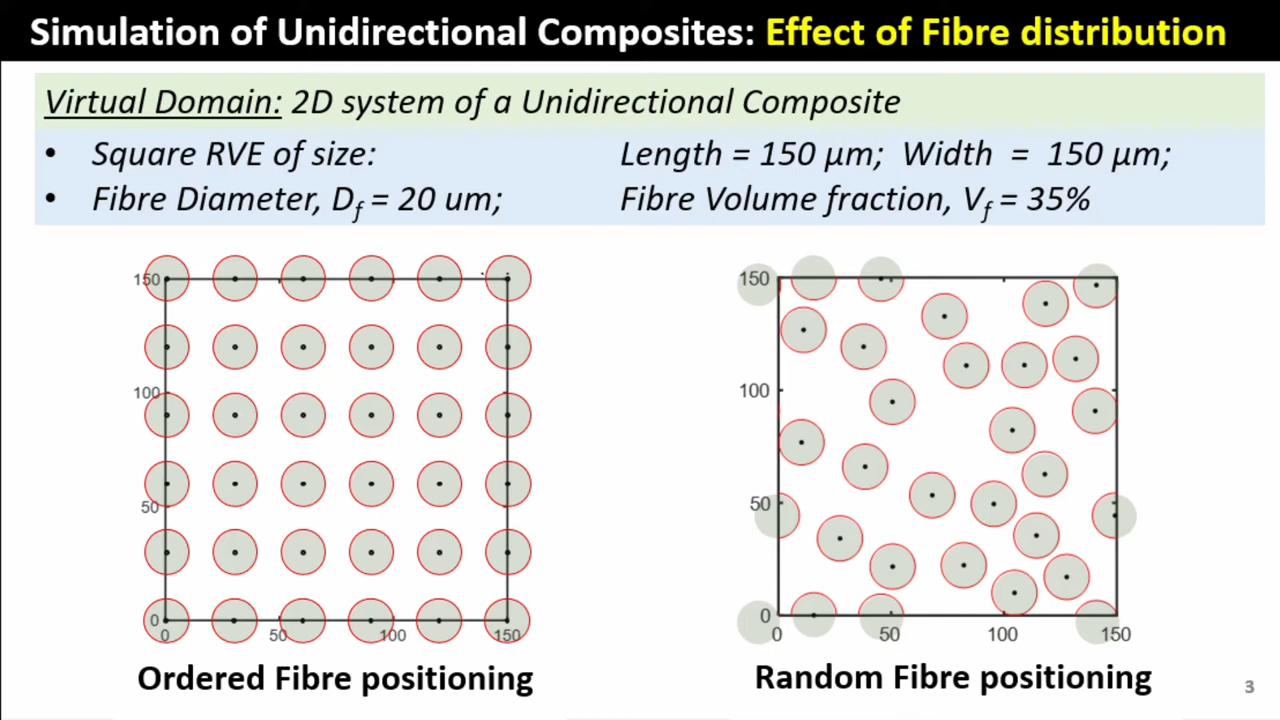 Simulation of Unidirectional Composites: Effect of Fibre distribution
Virtual Domain: 2D system of a Unidirectional Composite
• Square RVE of size: Length = 150 µm; Width = 150 µm;
• Fibre Diameter, Df = 20 um; Fibre Volume fraction, Vf = 35%
150
100
50
0
0 50 100 150
Ordered Fibre positioning
150
100
50
0
0 50 100 150
Random Fibre positioning
3